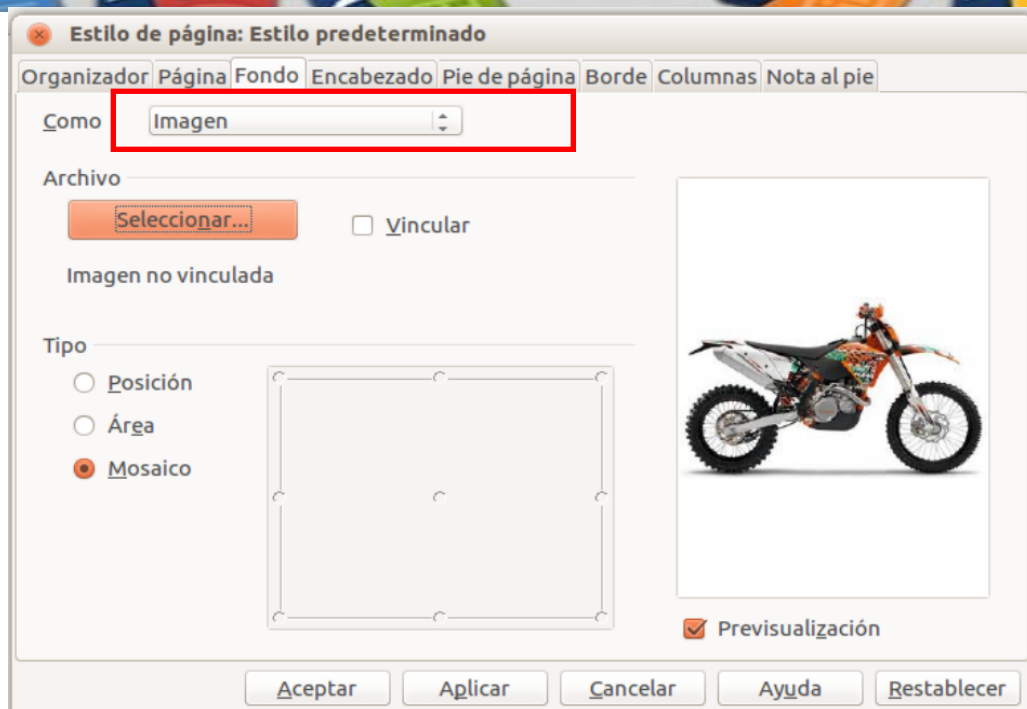 Estilo de página: Estilo predeterminado
Organizador Página Fondo Encabezado Pie de página Borde Columnas Nota al pie
Como Imagen
Archivo
Seleccionar... Vincular
Imagen no vinculada
Tipo
Posición
Área
Mosaico
Previsualización
Aceptar Aplicar Cancelar Ayuda Restablecer